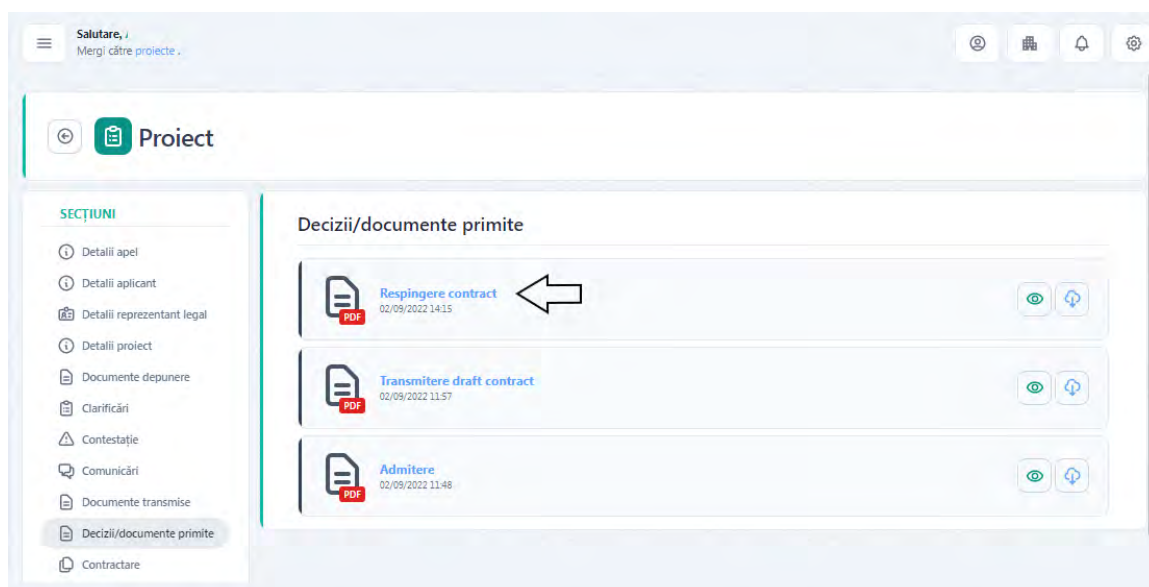 Salutare,
Mergi către proiecte .
Proiect
SECȚIUNI
Detalii apel
Detalii aplicant
Detalii reprezentant legal
Detalii proiect
Documente depunere
Clarificări
Contestație
Comunicări
Documente transmise
Decizii/documente primite
Contractare
Decizii/documente primite
PDF
Respingere contract
02/09/2022 14:15
PDF
Transmitere draft contract
02/09/2022 11:57
PDF
Admitere
02/09/2022 11:48